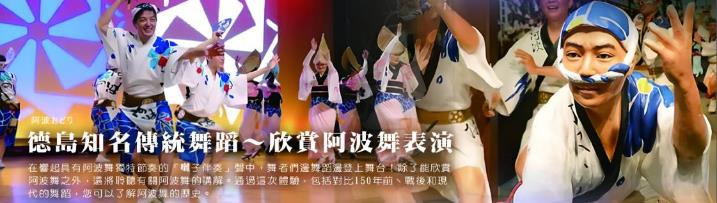 阿波おどり
德島知名傳統舞蹈～欣賞阿波舞表演
在響起具有阿波舞獨特節奏的「囃子伴奏」聲中，舞者們邊舞蹈邊登上舞台！除了能欣賞
阿波舞之外，還將聆聽有關阿波舞的講解。通過這次體驗，包括對比150年前、戰後和現
代的舞蹈，您可以了解阿波舞的歷史。